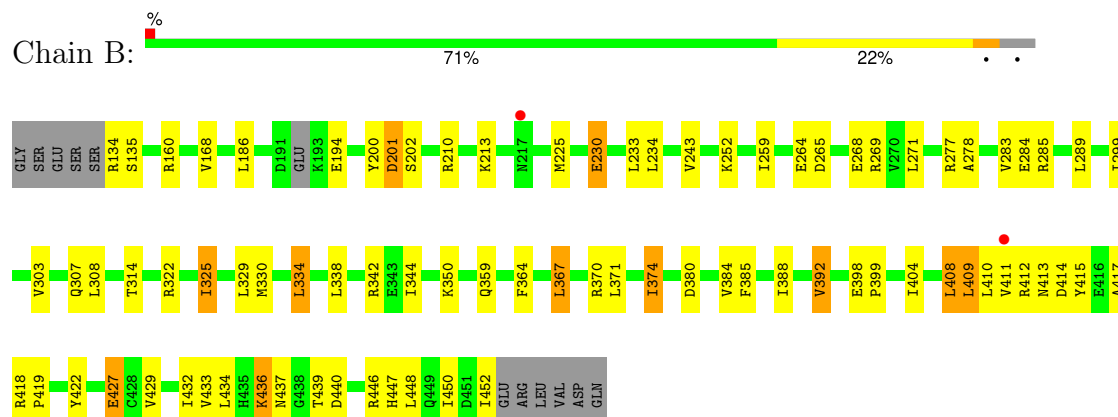 %
Chain B:
71% 22% • •
GLY SER GLU SER SER R134 S135 R160 V168 L186 D191 GLU K193 E194 Y200 D201 S202 R210 K213 N217 M225 E230 L233 L234 V243 K252 I259 E264 D265 E268 R269 V270 L271 R277 A278 V283 E284 R285 L289 I299
V303 Q307 L308 T314 R322 I325 L329 M330 L334 L338 R342 E343 I344 K350 Q359 F364 L367 R370 L371 I374 D380 V384 F385 I388 V392 E398 P399 I404 L408 L409 L410 V411 R412 N413 D414 Y415 E416 A417
R418 P419 Y422 E427 C428 V429 I432 V433 L434 H435 K436 N437 G438 T439 D440 R446 H447 L448 Q449 I450 D451 I452 GLU ARG LEU VAL ASP GLN